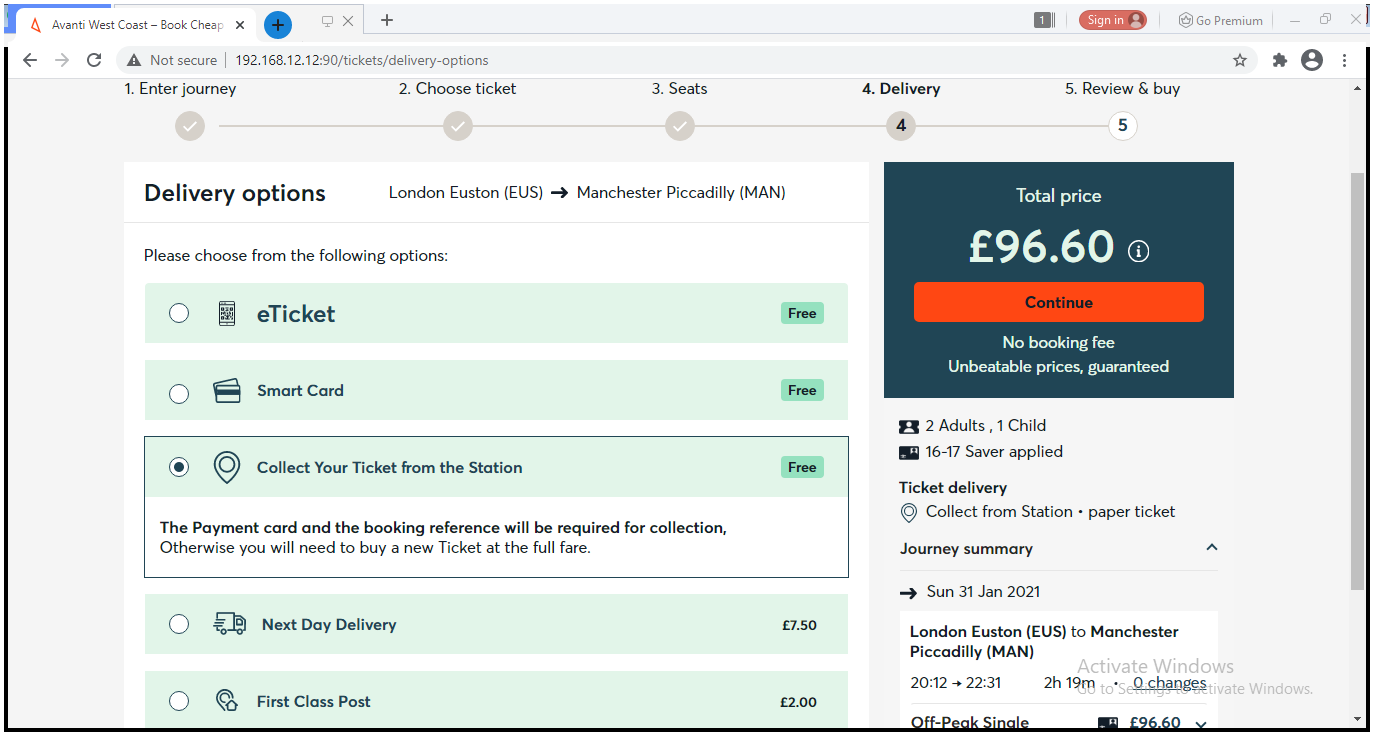 Avanti West Coast – Book Cheap
1
Sign in
Go Premium
Not secure
192.168.12.12:90/tickets/delivery-options
1. Enter journey
2. Choose ticket
3. Seats
4. Delivery
5. Review & buy
4
5
Delivery options
London Euston (EUS) → Manchester Piccadilly (MAN)
Please choose from the following options:
eTicket
Free
Smart Card
Free
Collect Your Ticket from the Station
Free
The Payment card and the booking reference will be required for collection,
Otherwise you will need to buy a new Ticket at the full fare.
Next Day Delivery
£7.50
First Class Post
£2.00
Total price
£96.60
Continue
No booking fee
Unbeatable prices, guaranteed
2 Adults , 1 Child
16-17 Saver applied
Ticket delivery
Collect from Station • paper ticket
Journey summary
→ Sun 31 Jan 2021
London Euston (EUS) to Manchester
Piccadilly (MAN)
20:12 → 22:31 2h 19m · 0 changes
Off-Peak Single £96.60
Activate Windows
Go to Settings to activate Windows.